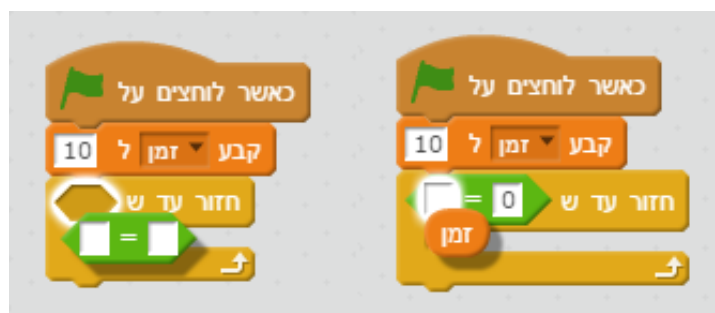 כאשר לוחצים על
קבע זמן ל 10
חזור עד ש
=
כאשר לוחצים על
קבע זמן ל 10
חזור עד ש 0 =
זמן